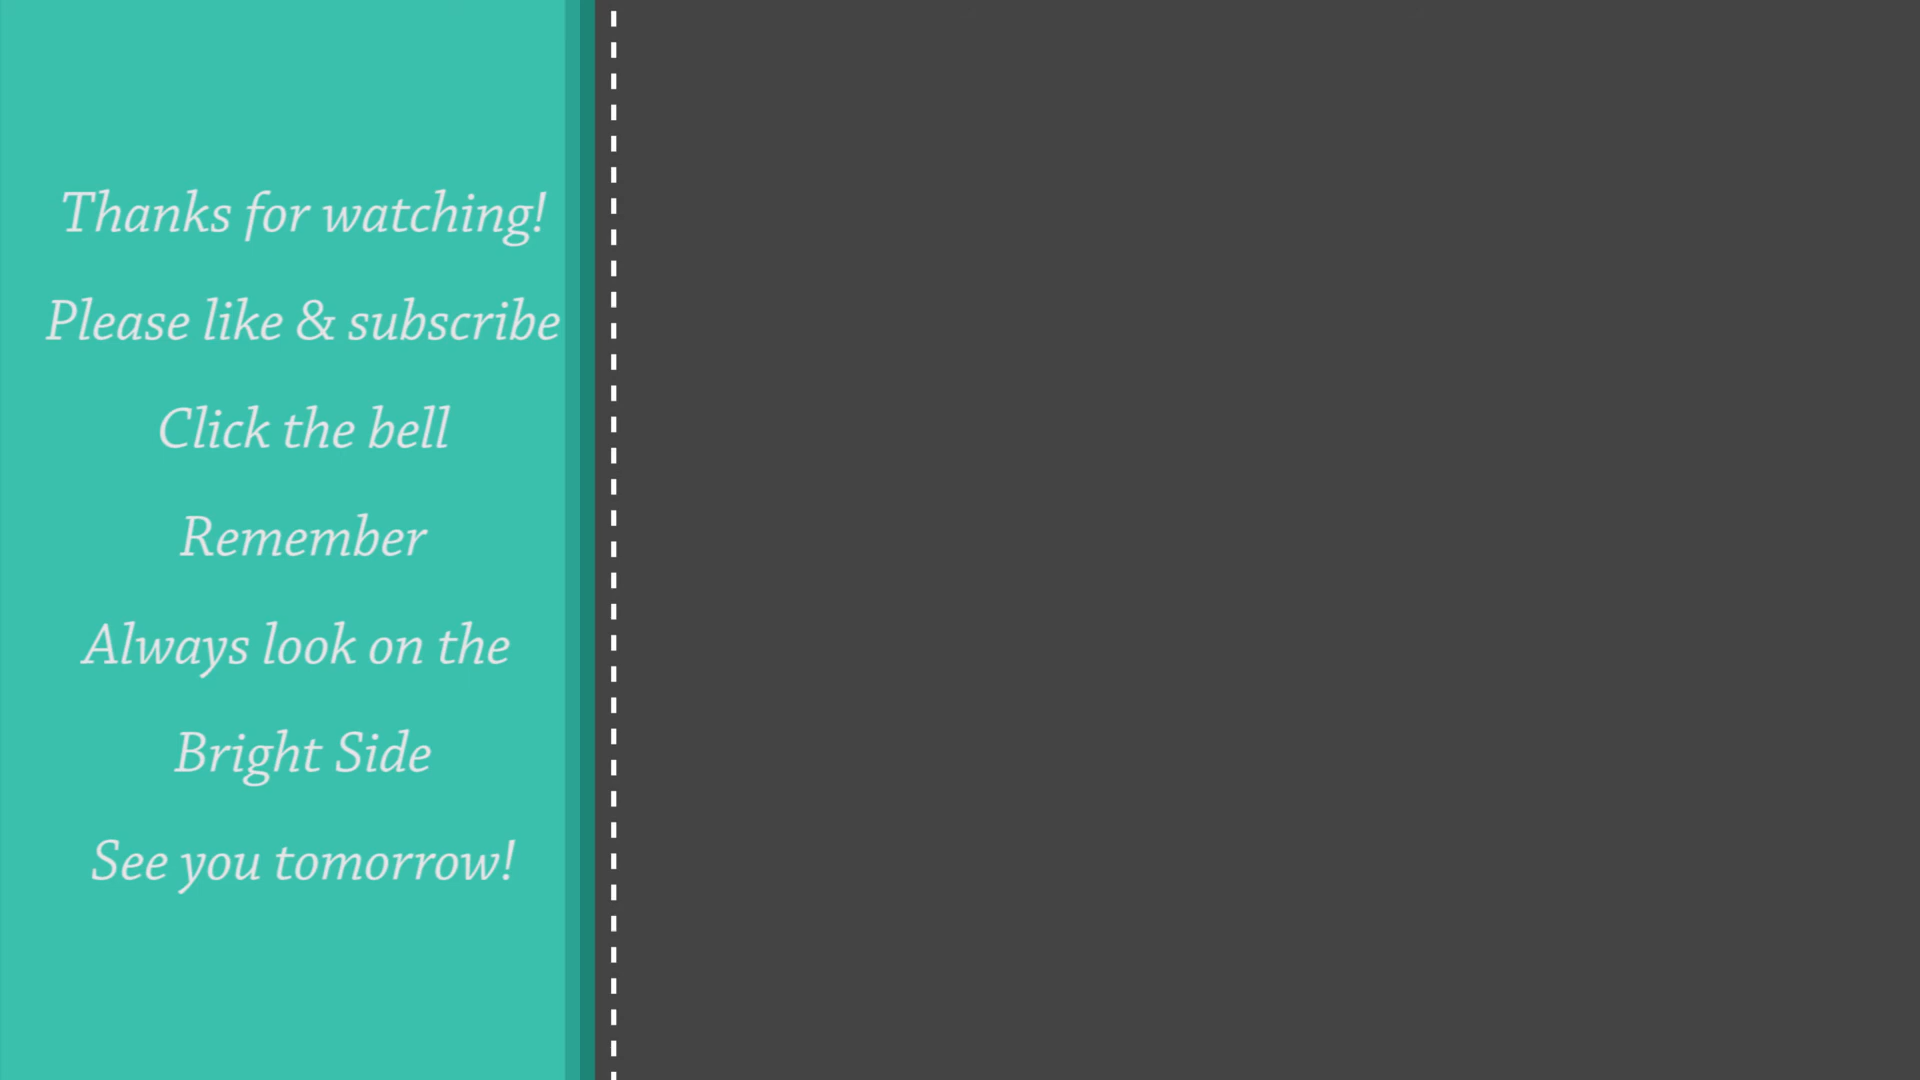 Thanks for watching!
Please like & subscribe
Click the bell
Remember
Always look on the
Bright Side
See you tomorrow!